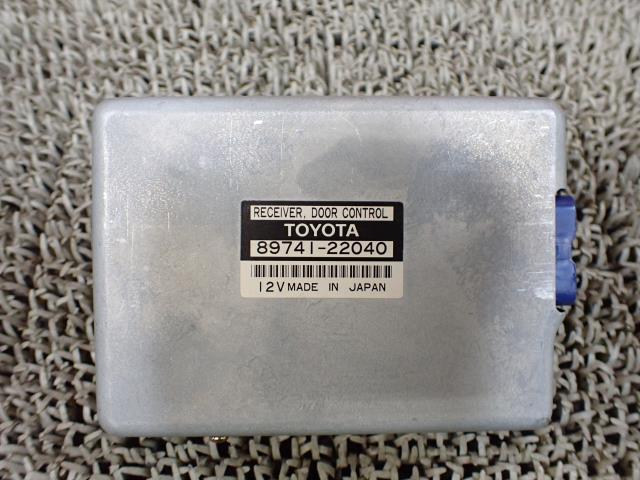 RECEIVER, DOOR CONTROL
TOYOTA
89741-22040
12V MADE IN JAPAN